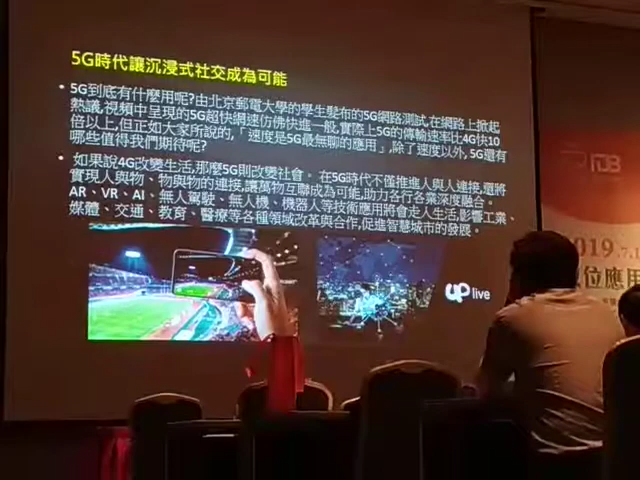 5G時代讓沉浸式社交成為可能
• 5G到底有什麼用呢?由北京郵電大學的學生發布的5G網路測試,在網路上掀起
熱議,視頻中呈現的5G超快網速仿佛快進一般,實際上5G的傳輸速率比4G快10
倍以上,但正如大家所說的,「速度是5G最無聊的應用」,除了速度以外,5G還有
哪些值得我們期待呢?
• 如果說4G改變生活,那麼5G則改變社會。在5G時代不僅推進人與人連接,還將
實現人與物、物與物的連接,讓萬物互聯成為可能,助力各行各業深度融合。
AR、VR、AI、無人駕駛、無人機、機器人等技術應用將會走人生活,影響工業、
媒體、交通、教育、醫療等各種領域改革與合作,促進智慧城市的發展。
up live
2019.7.1
位應用